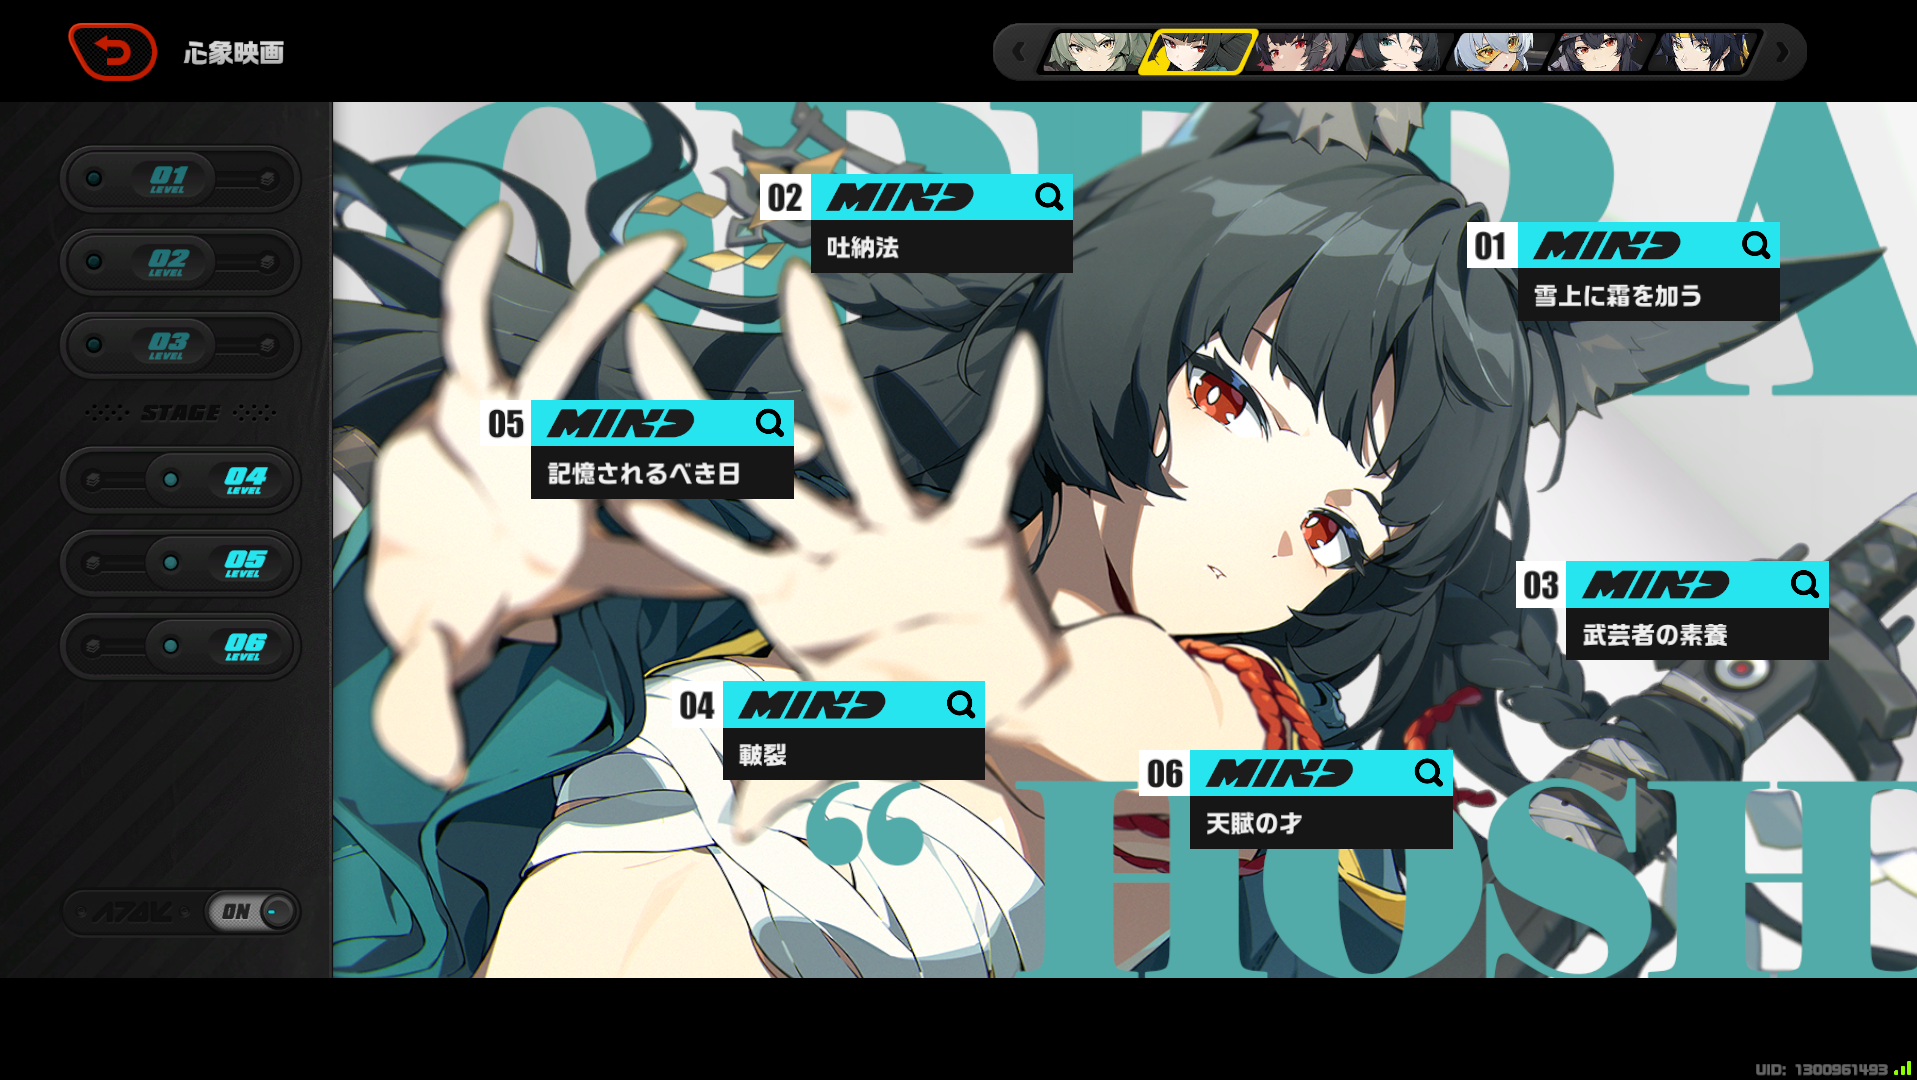 心象映画
01
LEVEL
02
LEVEL
03
LEVEL
STAGE
04
LEVEL
05
LEVEL
06
LEVEL
ON
OPERA
02 MIND
吐納法
01 MIND
雪上に霜を加う
05 MIND
記憶されるべき日
03 MIND
武芸者の素養
04 MIND
皸裂
06 MIND
天賦の才
“ HOSH
UID: 1300961493